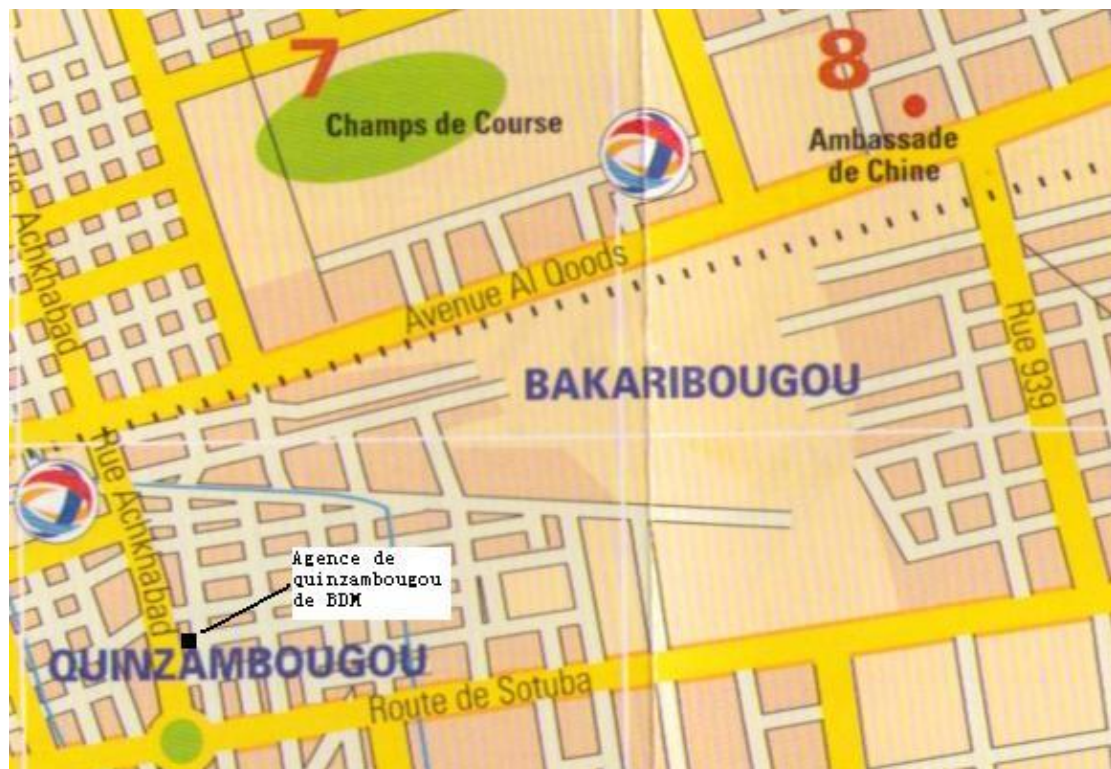 7
8
Champs de Course
Ambassade
de Chine
Rue Achkhabad
Avenue Al Qoods
Rue 939
BAKARIBOUGOU
Rue Achkhabad
Agence de
quinzambougou
de BDM
QUINZAMBOUGOU
Route de Sotuba